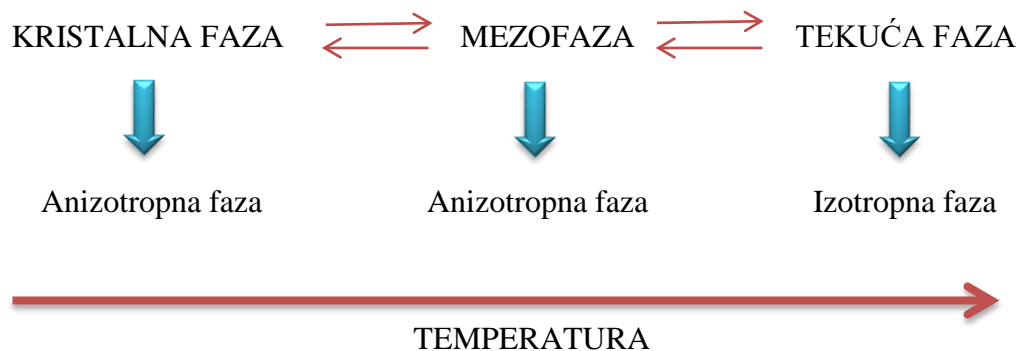 KRISTALNA FAZA MEZOFAZA TEKUĆA FAZA
Anizotropna faza Anizotropna faza Izotropna faza
TEMPERATURA